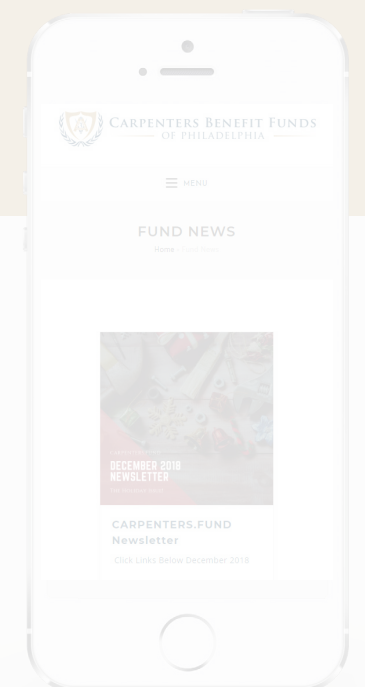 CARPENTERS BENEFIT FUNDS
OF PHILADELPHIA
MENU
FUND NEWS
Home
DECEMBER 2018
NEWSLETTER
CARPENTERS.FUND
Newsletter
Click Links Below December 2018